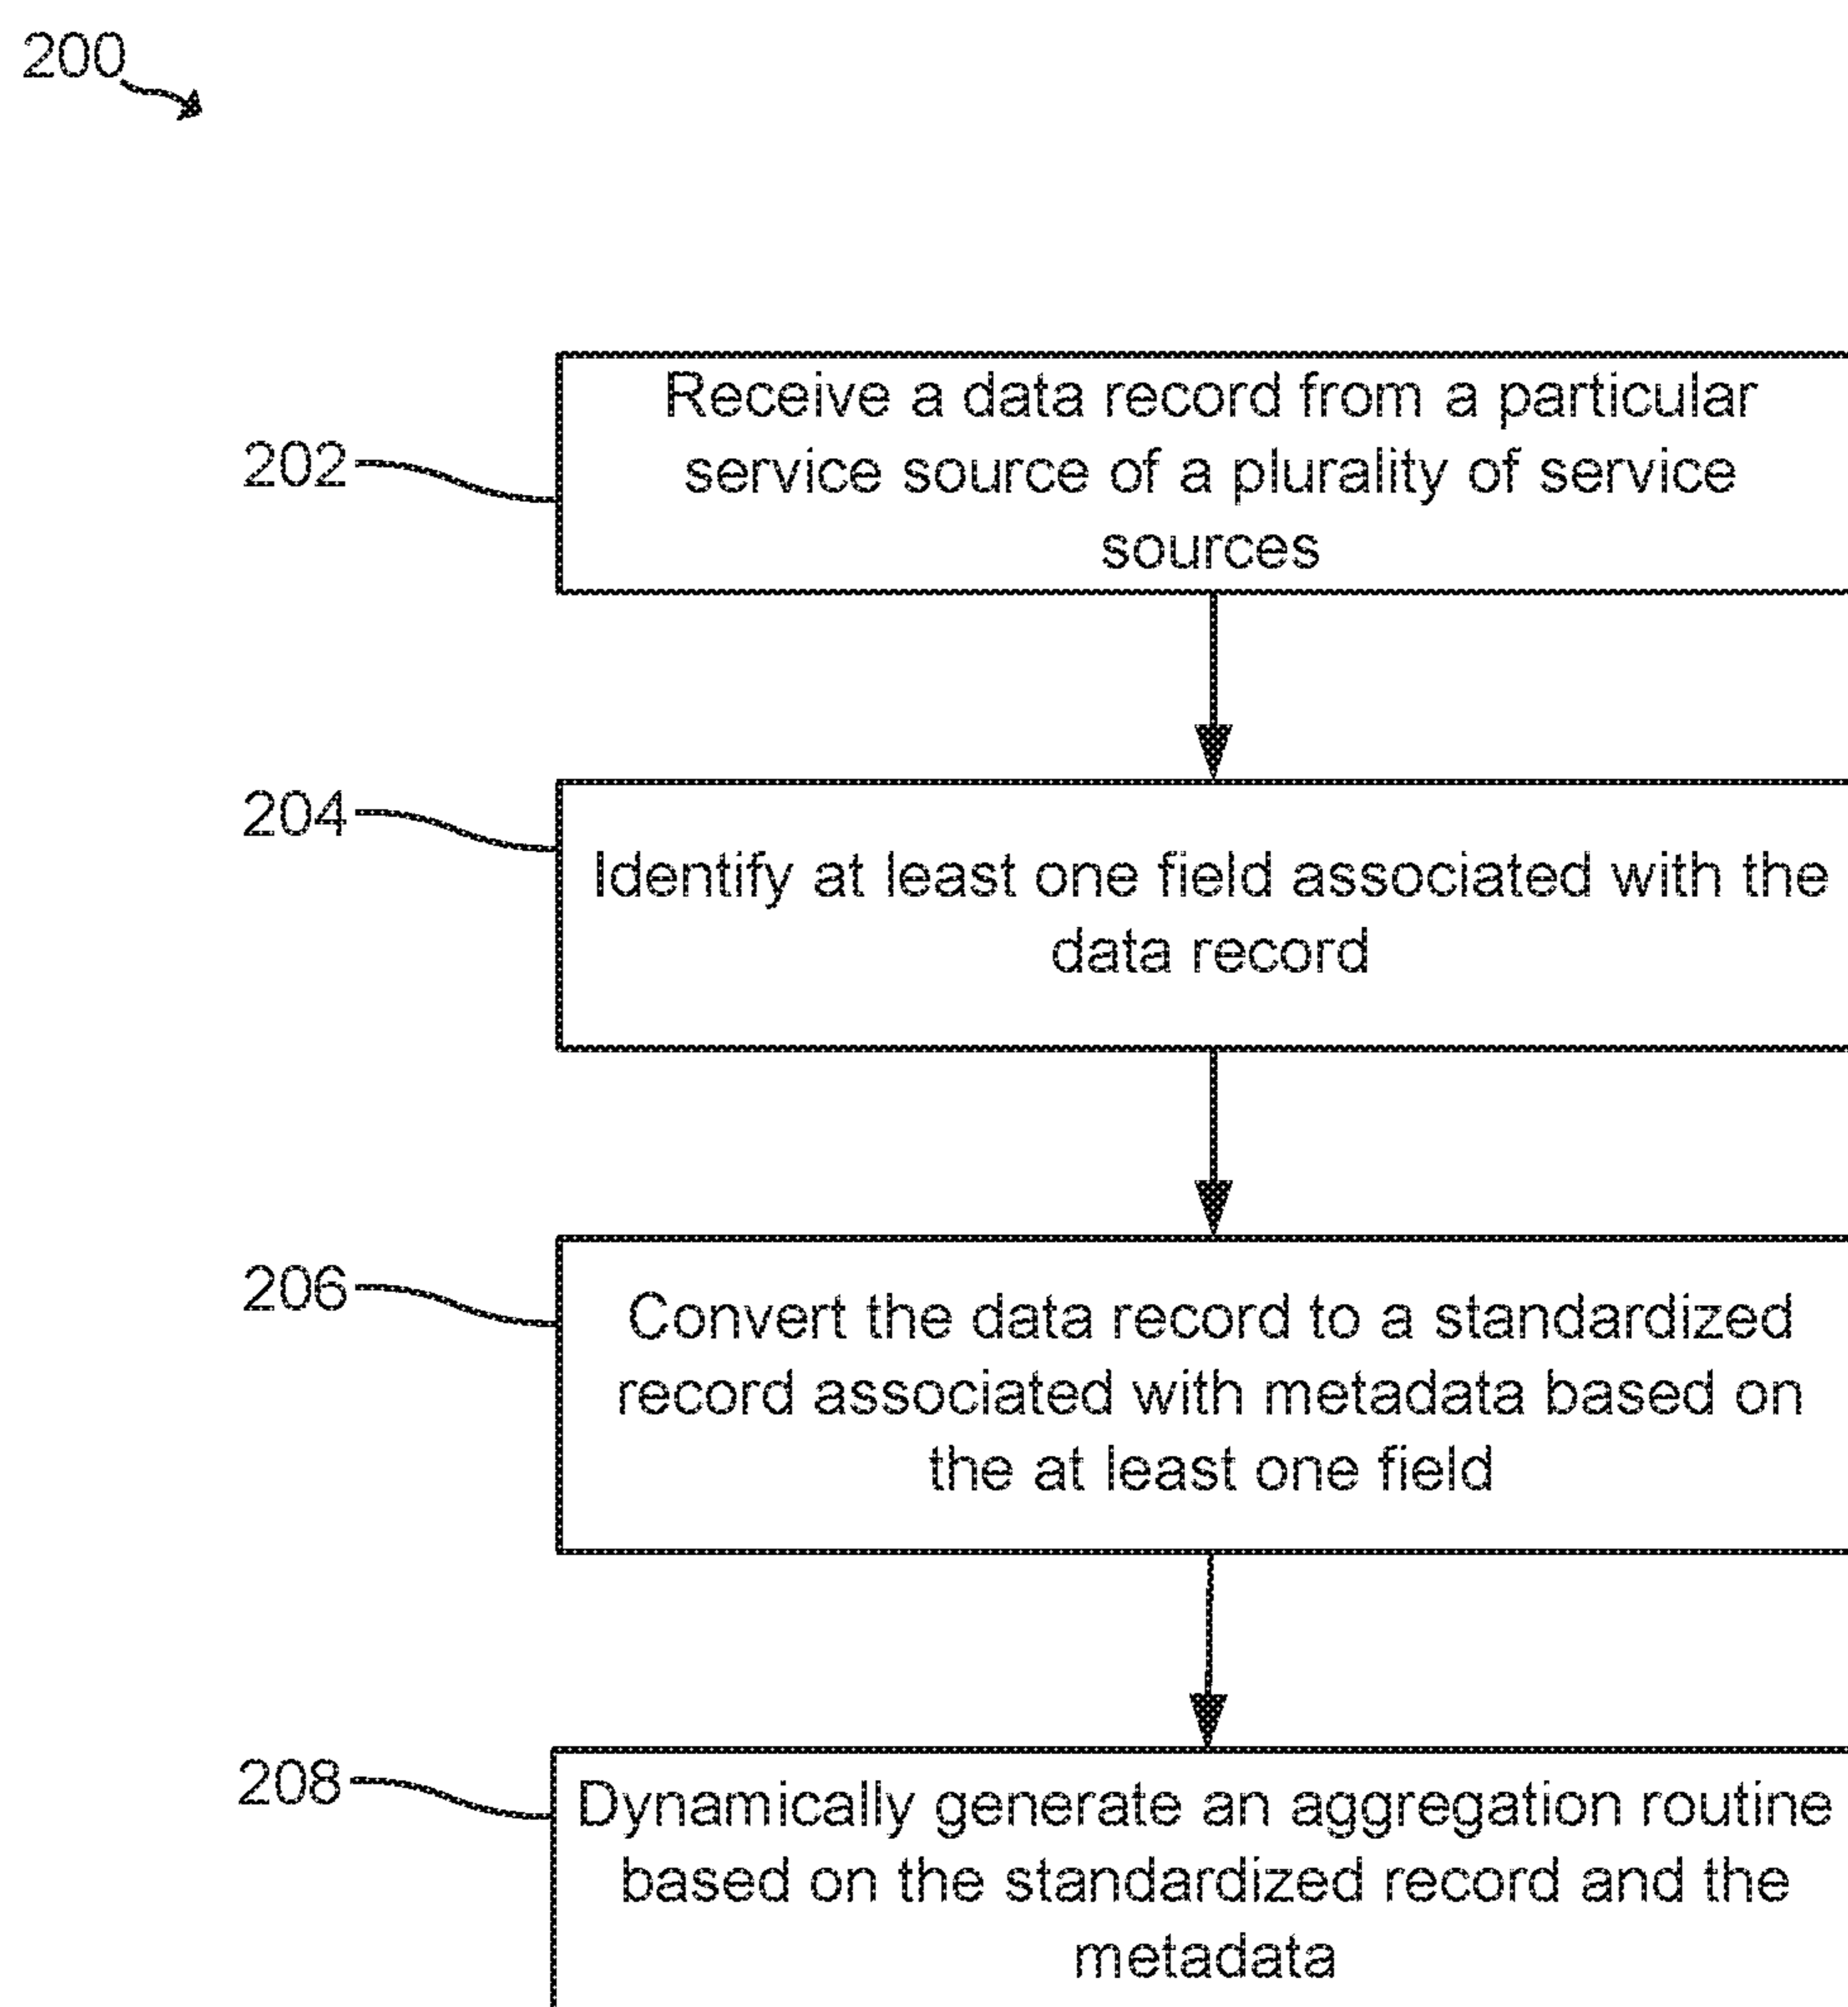 200
202
Receive a data record from a particular
service source of a plurality of service
sources
204
Identify at least one field associated with the
data record
206
Convert the data record to a standardized
record associated with metadata based on
the at least one field
208
Dynamically generate an aggregation routine
based on the standardized record and the
metadata